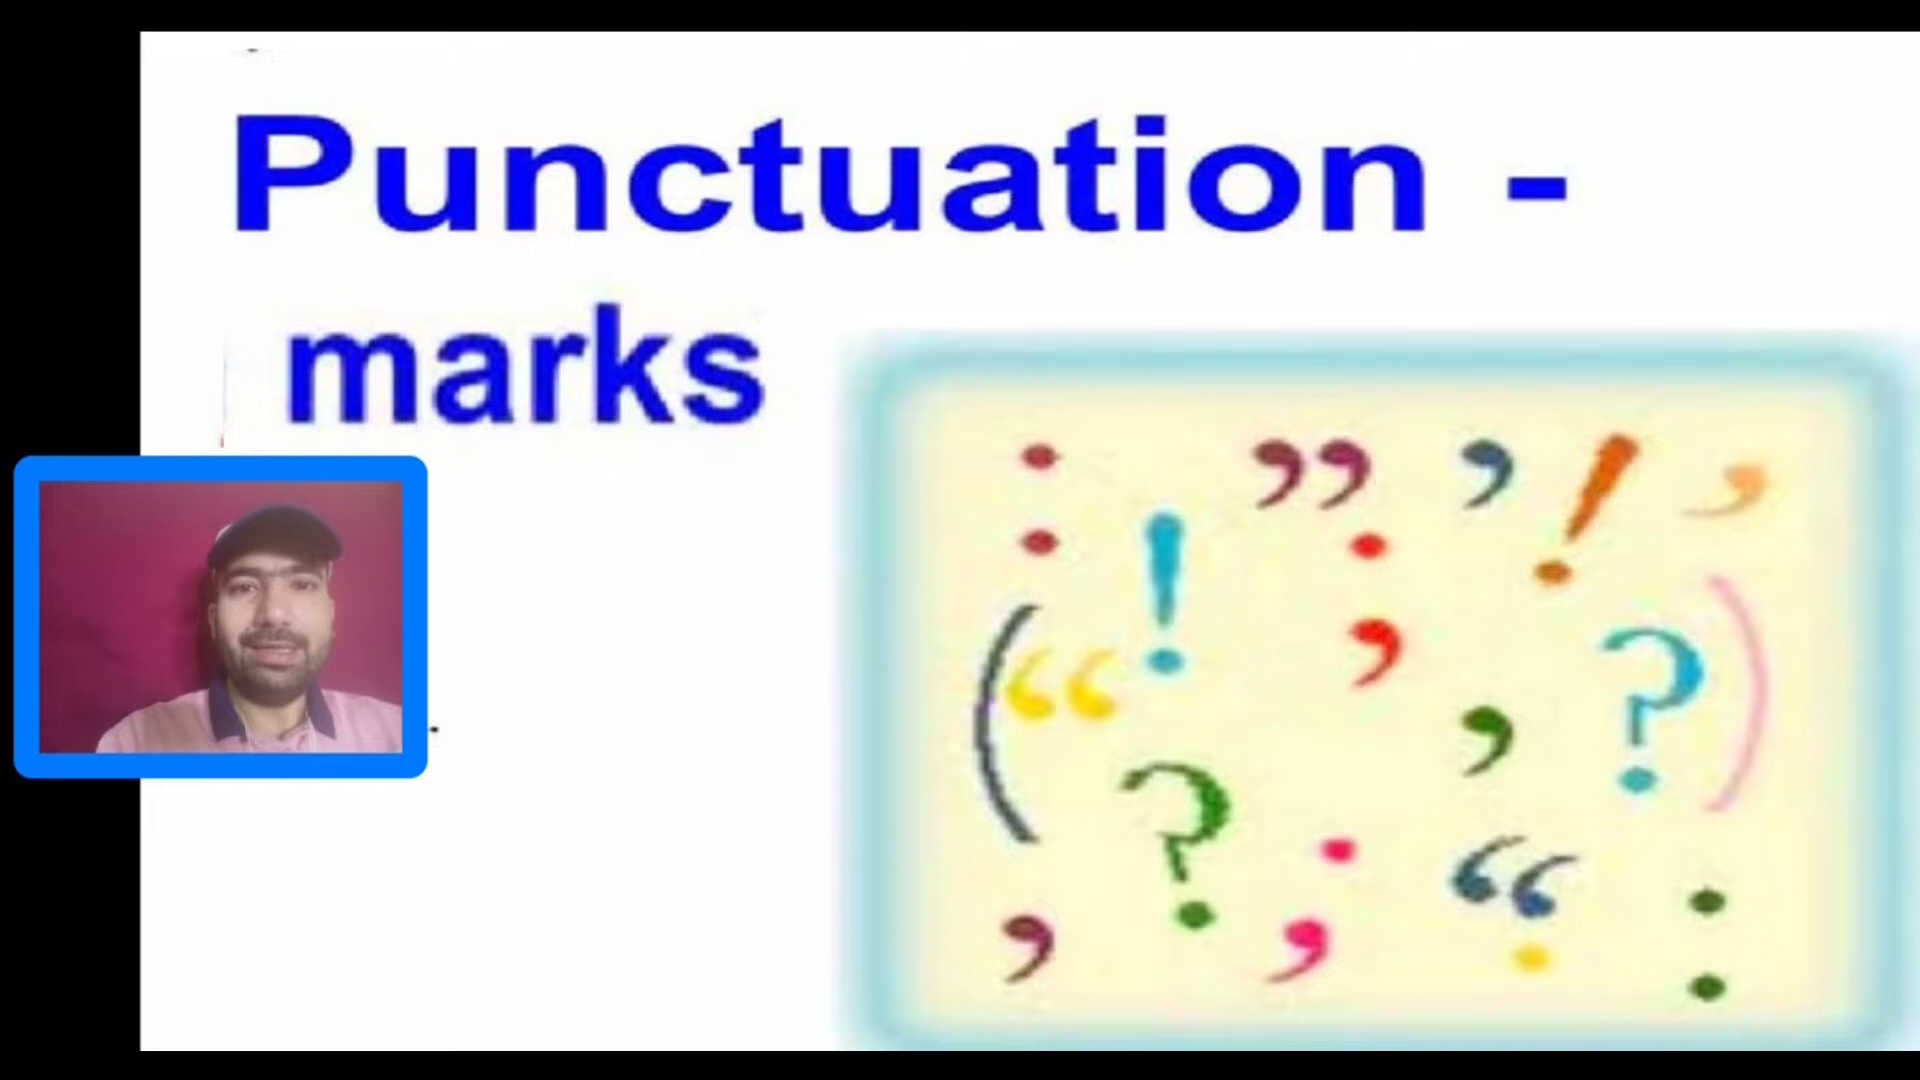 Punctuation -
marks
: ” , ! ,
! ;
( “ ? )
,
? ; “ :
, .